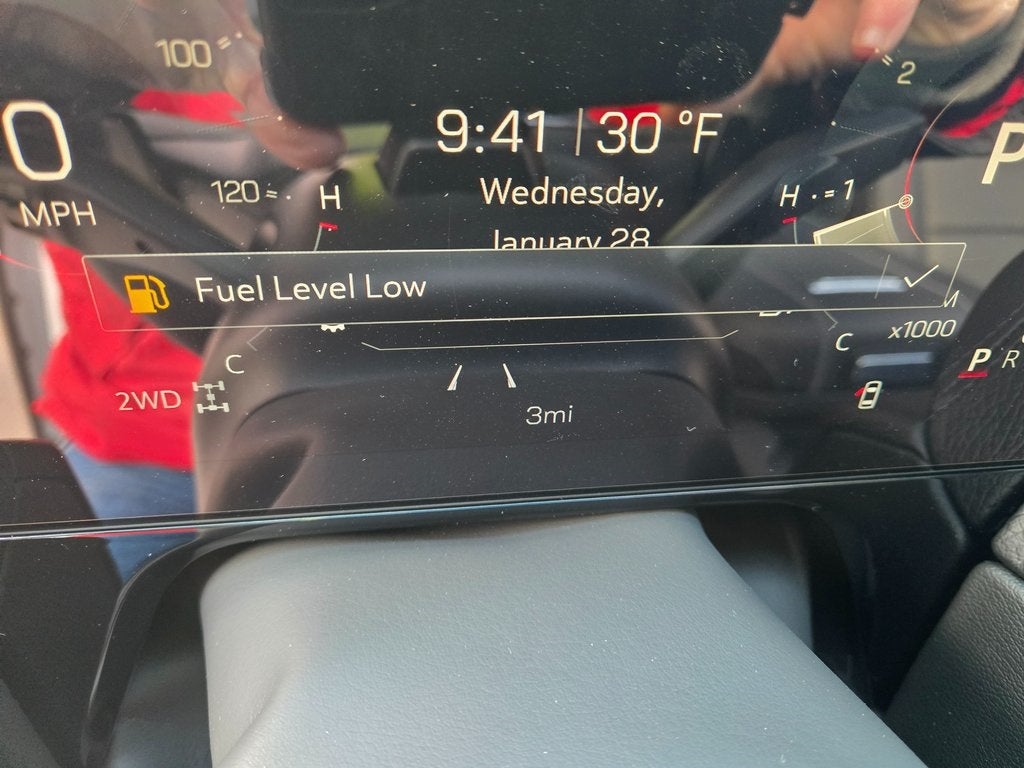 100
2
0
9:41 | 30 °F
P
MPH
120
H
Wednesday,
H
1
January 28
Fuel Level Low
x1000
C
C
P R
2WD
3mi